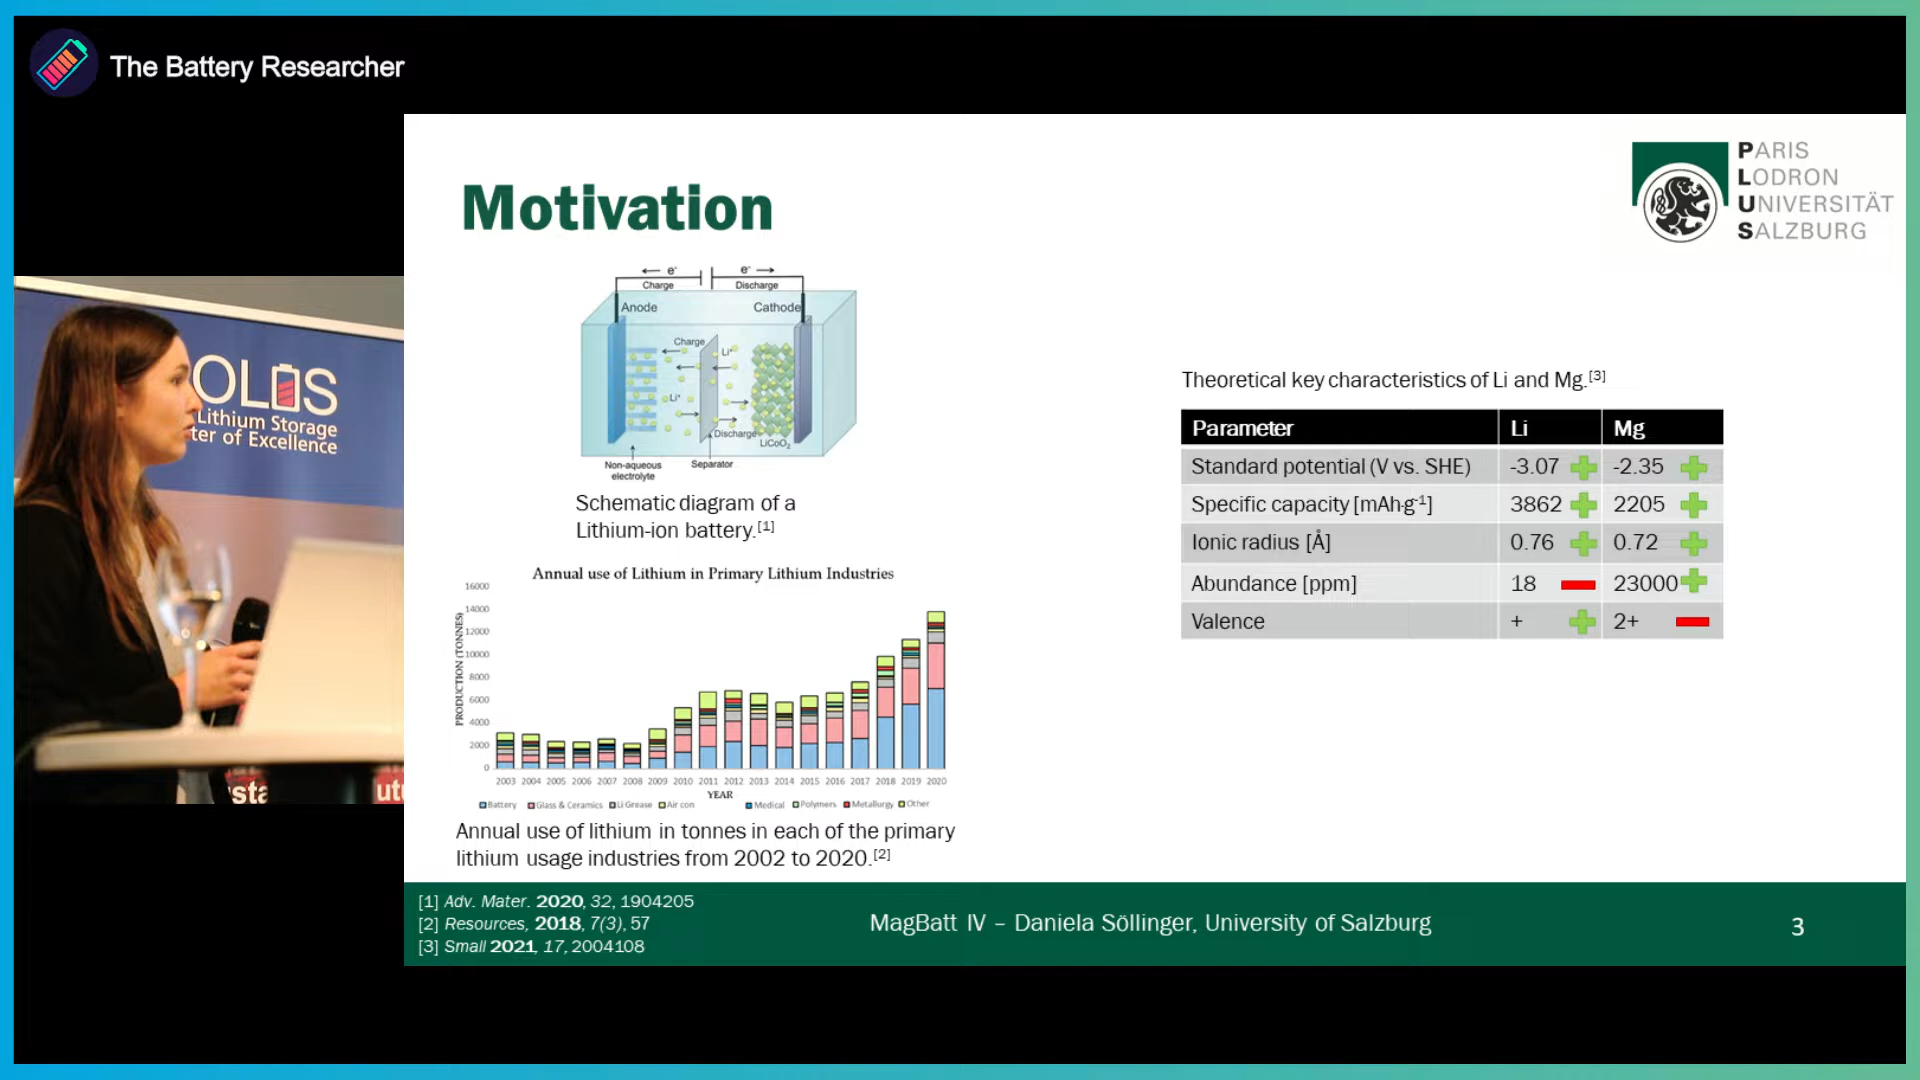 The Battery Researcher
PARIS
LODRON
UNIVERSITÄT
SALZBURG
Motivation
e-
e-
Charge
Discharge
Anode
Cathode
Charge
Li+
Li+
Discharge
LiCoO2
Non-aqueous
electrolyte
Separator
Schematic diagram of a
Lithium-ion battery.[1]
Annual use of Lithium in Primary Lithium Industries
PRODUCTION (TONNES)
16000
14000
12000
10000
8000
6000
4000
2000
0
2003 2004 2005 2006 2007 2008 2009 2010 2011 2012 2013 2014 2015 2016 2017 2018 2019 2020
YEAR
Battery Glass & Ceramics Li Grease Air con Medical Polymers Metallurgy Other
Annual use of lithium in tonnes in each of the primary
lithium usage industries from 2002 to 2020.[2]
Theoretical key characteristics of Li and Mg.[3]
Parameter Li Mg
Standard potential (V vs. SHE) -3.07 -2.35
Specific capacity [mAh·g-1] 3862 2205
Ionic radius [Å] 0.76 0.72
Abundance [ppm] 18 23000
Valence + 2+
OLiS
Lithium Storage
ter of Excellence
usta
utu
[1] Adv. Mater. 2020, 32, 1904205
[2] Resources, 2018, 7(3), 57
[3] Small 2021, 17, 2004108
MagBatt IV – Daniela Söllinger, University of Salzburg
3